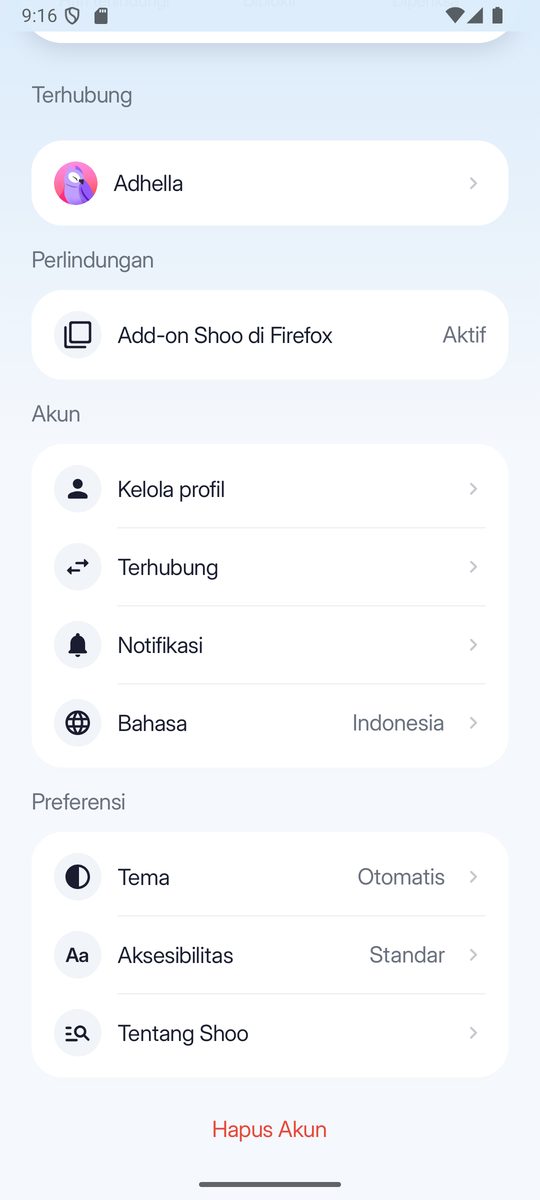 9:16
Terhubung
Adhella
Perlindungan
Add-on Shoo di Firefox Aktif
Akun
Kelola profil
Terhubung
Notifikasi
Bahasa Indonesia
Preferensi
Tema Otomatis
Aa Aksesibilitas Standar
Tentang Shoo
Hapus Akun